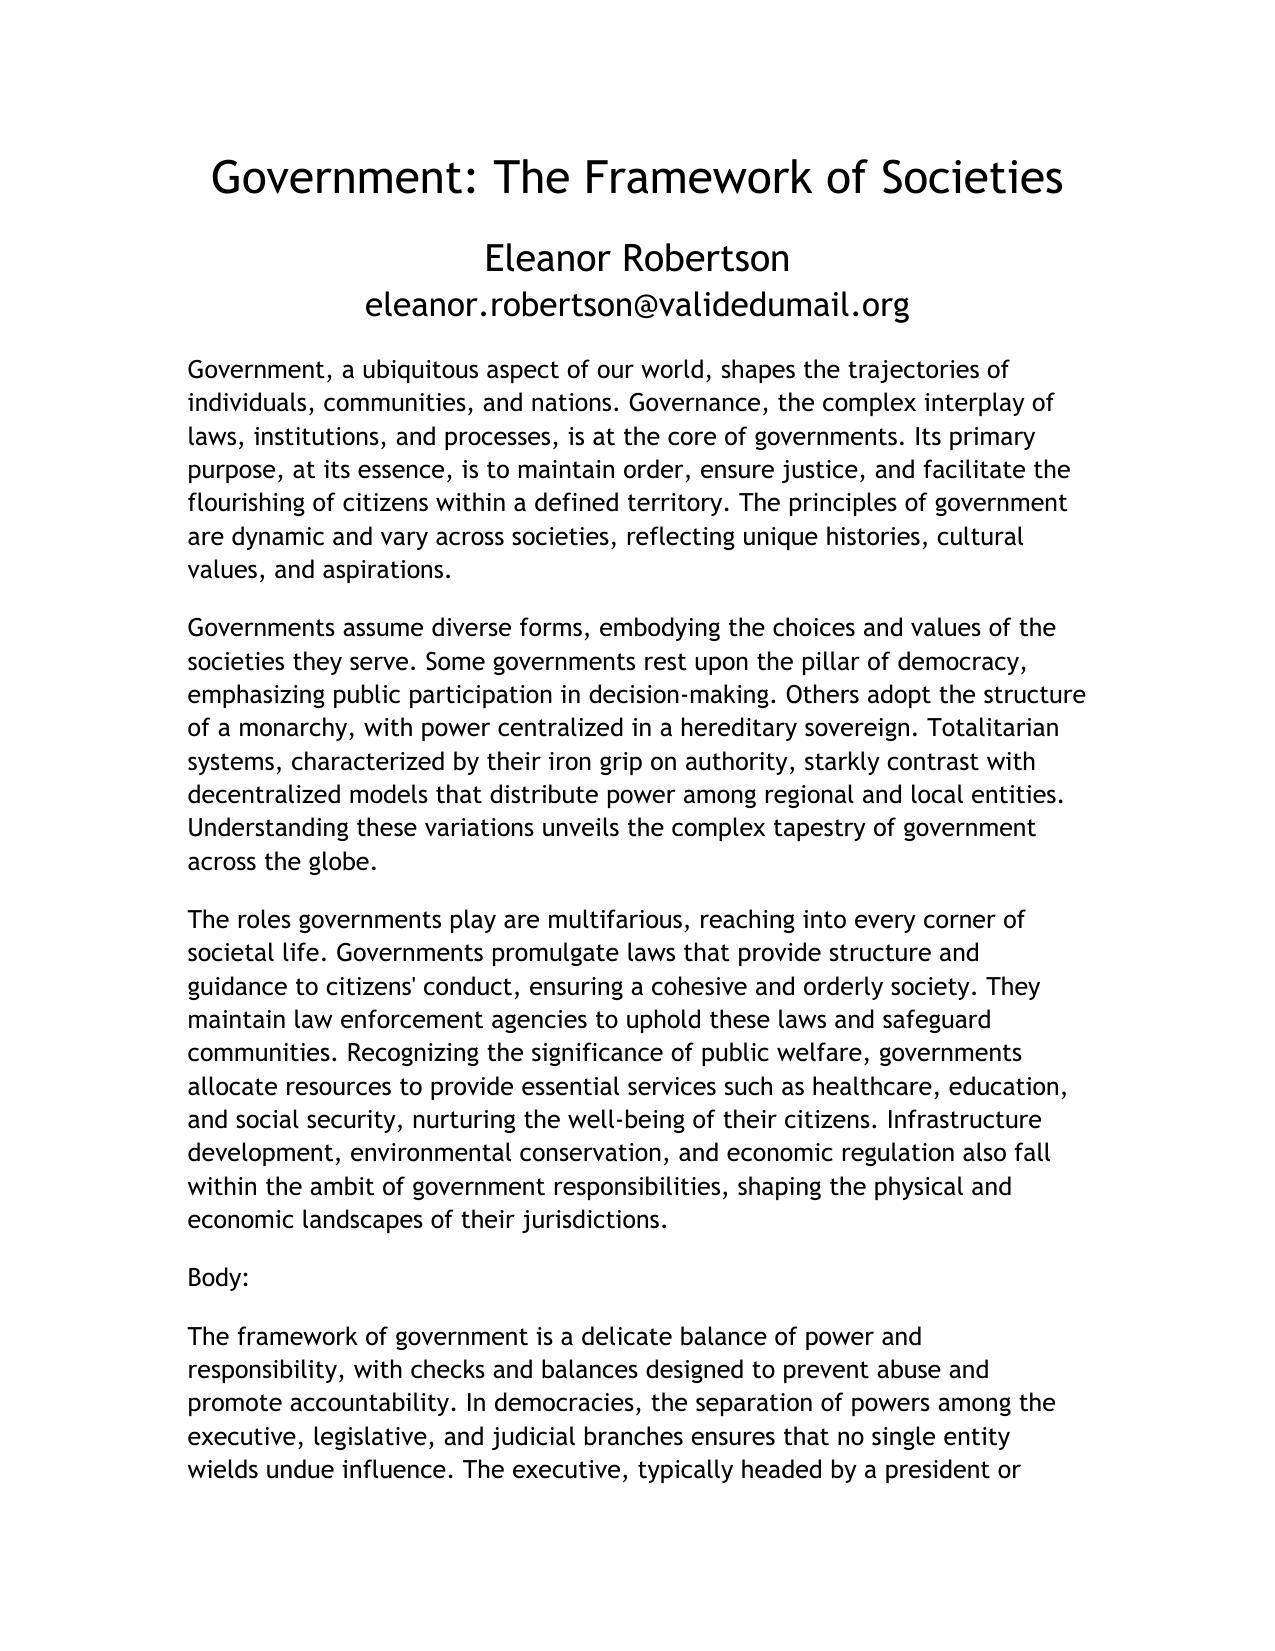 Government: The Framework of Societies
Eleanor Robertson
eleanor.robertson@validedumail.org
Government, a ubiquitous aspect of our world, shapes the trajectories of
individuals, communities, and nations. Governance, the complex interplay of
laws, institutions, and processes, is at the core of governments. Its primary
purpose, at its essence, is to maintain order, ensure justice, and facilitate the
flourishing of citizens within a defined territory. The principles of government
are dynamic and vary across societies, reflecting unique histories, cultural
values, and aspirations.
Governments assume diverse forms, embodying the choices and values of the
societies they serve. Some governments rest upon the pillar of democracy,
emphasizing public participation in decision-making. Others adopt the structure
of a monarchy, with power centralized in a hereditary sovereign. Totalitarian
systems, characterized by their iron grip on authority, starkly contrast with
decentralized models that distribute power among regional and local entities.
Understanding these variations unveils the complex tapestry of government
across the globe.
The roles governments play are multifarious, reaching into every corner of
societal life. Governments promulgate laws that provide structure and
guidance to citizens' conduct, ensuring a cohesive and orderly society. They
maintain law enforcement agencies to uphold these laws and safeguard
communities. Recognizing the significance of public welfare, governments
allocate resources to provide essential services such as healthcare, education,
and social security, nurturing the well-being of their citizens. Infrastructure
development, environmental conservation, and economic regulation also fall
within the ambit of government responsibilities, shaping the physical and
economic landscapes of their jurisdictions.
Body:
The framework of government is a delicate balance of power and
responsibility, with checks and balances designed to prevent abuse and
promote accountability. In democracies, the separation of powers among the
executive, legislative, and judicial branches ensures that no single entity
wields undue influence. The executive, typically headed by a president or